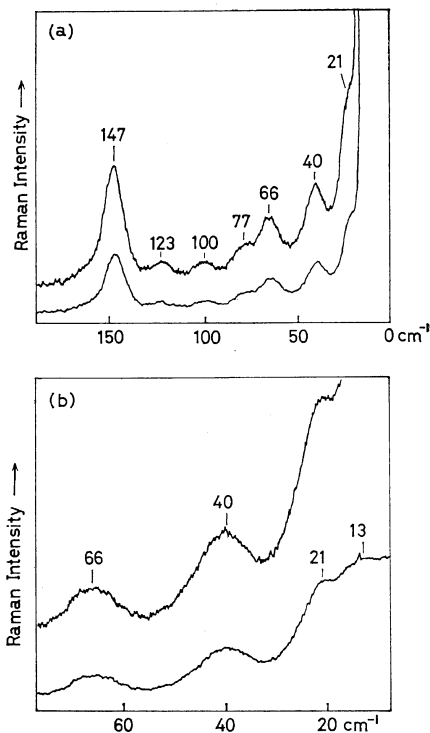 (a)
Raman Intensity →
147
123
100
77
66
40
21
150
100
50
0 cm⁻¹
(b)
Raman Intensity →
66
40
21
13
60
40
20 cm⁻¹